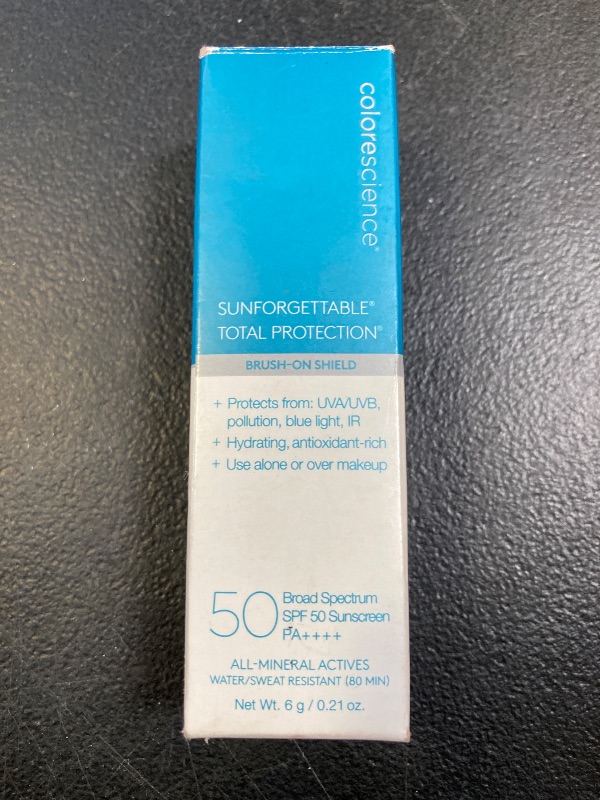 colorescience®
SUNFORGETTABLE®
TOTAL PROTECTION®
BRUSH-ON SHIELD
+ Protects from: UVA/UVB,
pollution, blue light, IR
+ Hydrating, antioxidant-rich
+ Use alone or over makeup
50 Broad Spectrum
SPF 50 Sunscreen
PA++++
ALL-MINERAL ACTIVES
WATER/SWEAT RESISTANT (80 MIN)
Net Wt. 6 g / 0.21 oz.